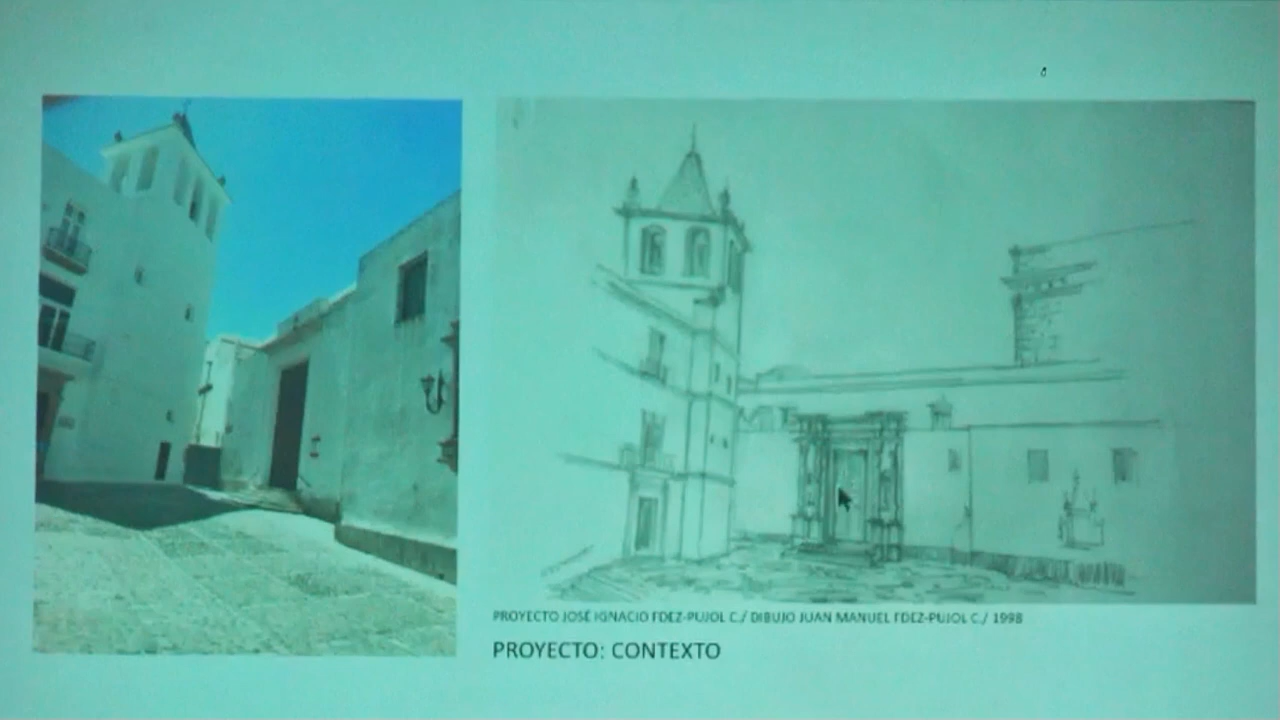 PROYECTO JOSÉ IGNACIO FDEZ-PUJOL C./ DIBUJO JUAN MANUEL FDEZ-PUJOL C./ 1998
PROYECTO: CONTEXTO